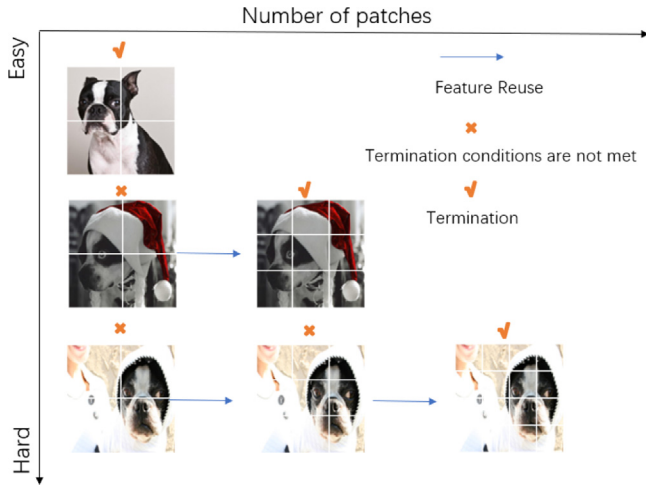 Number of patches
Easy
Feature Reuse
Termination conditions are not met
Termination
Hard